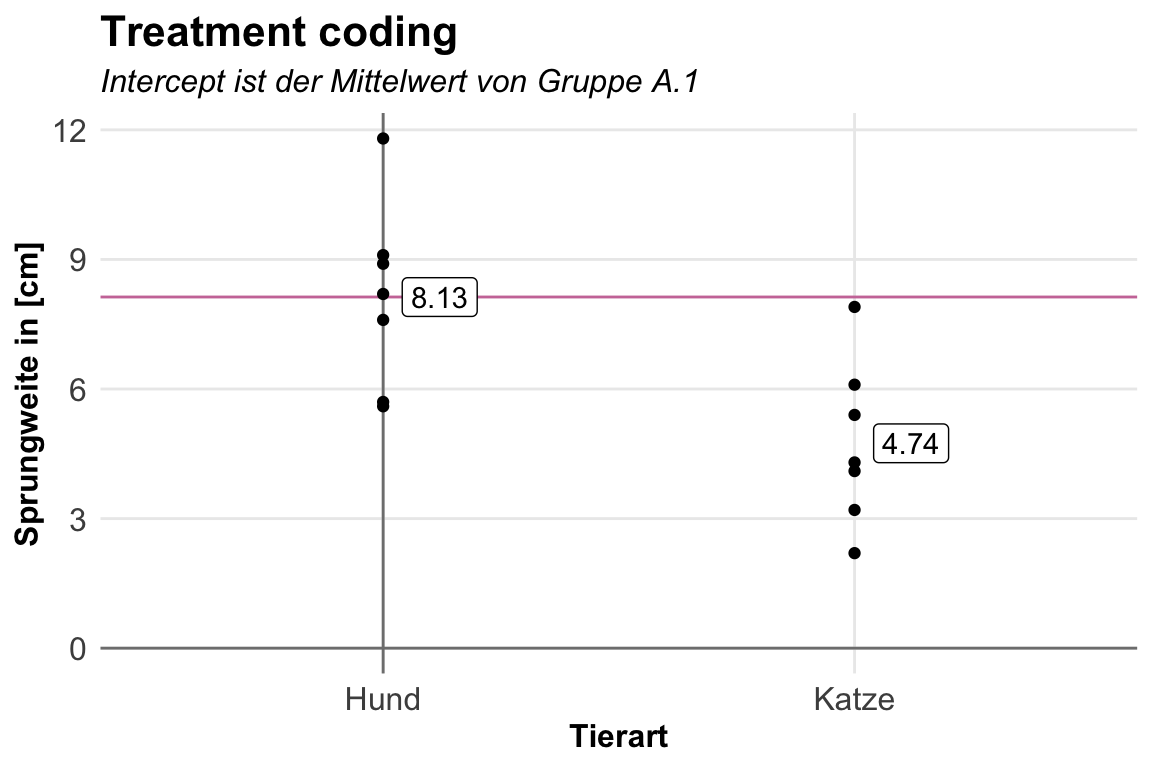 Treatment coding
Intercept ist der Mittelwert von Gruppe A.1
Sprungweite in [cm]
12
9
6
3
0
8.13
4.74
Hund
Katze
Tierart